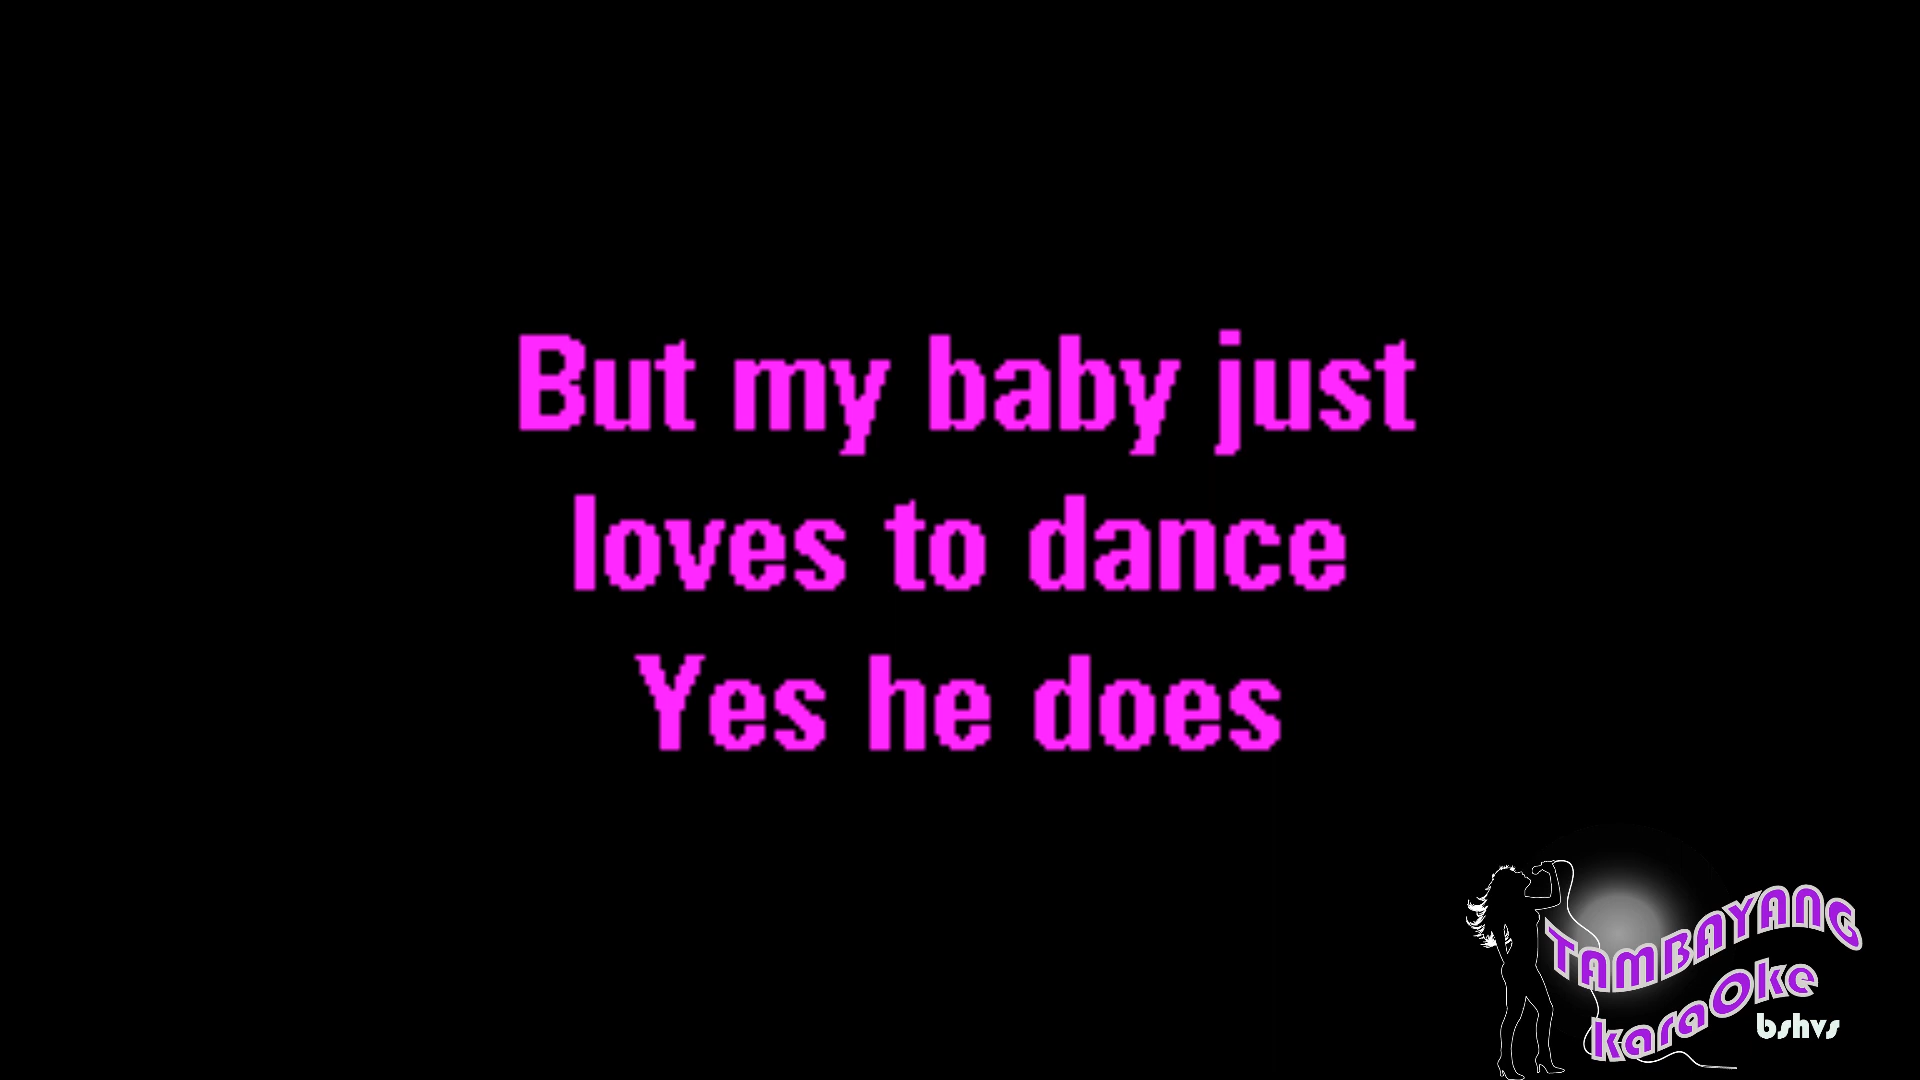 But my baby just
loves to dance
Yes he does
TAMBAYANG
karaOke
bshvs